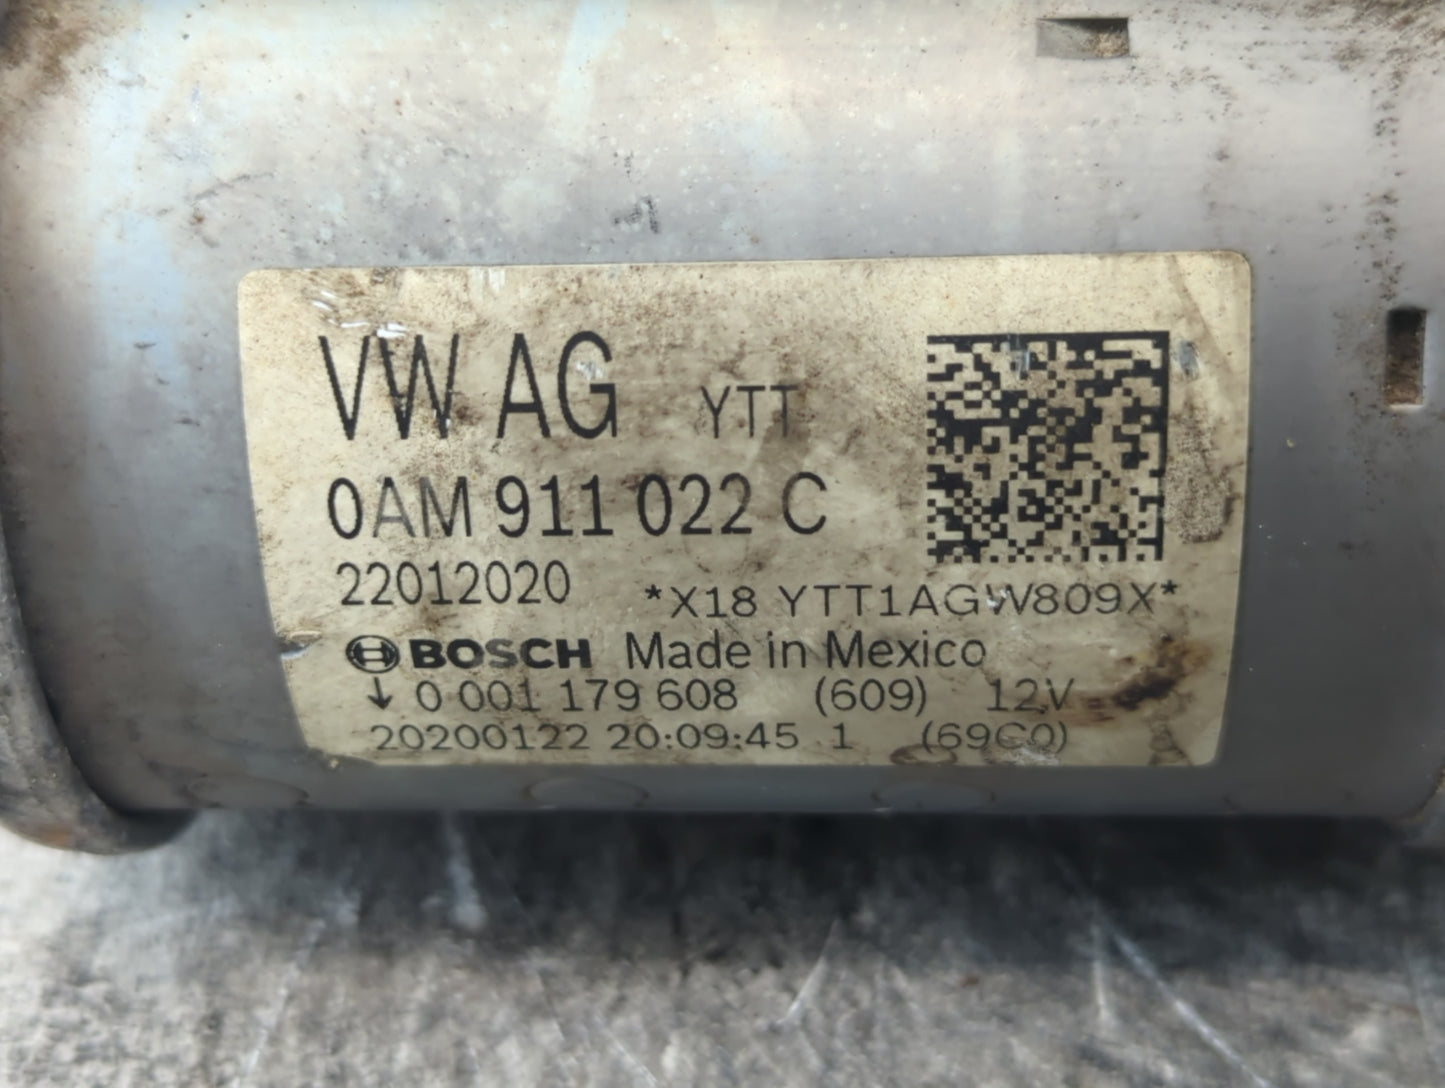 VW AG YTT
0AM 911 022 C
22012020 *X18 YTT1AGW809X*
BOSCH Made in Mexico
↓ 0 001 179 608 (609) 12V
20200122 20:09:45 1 (69C0)